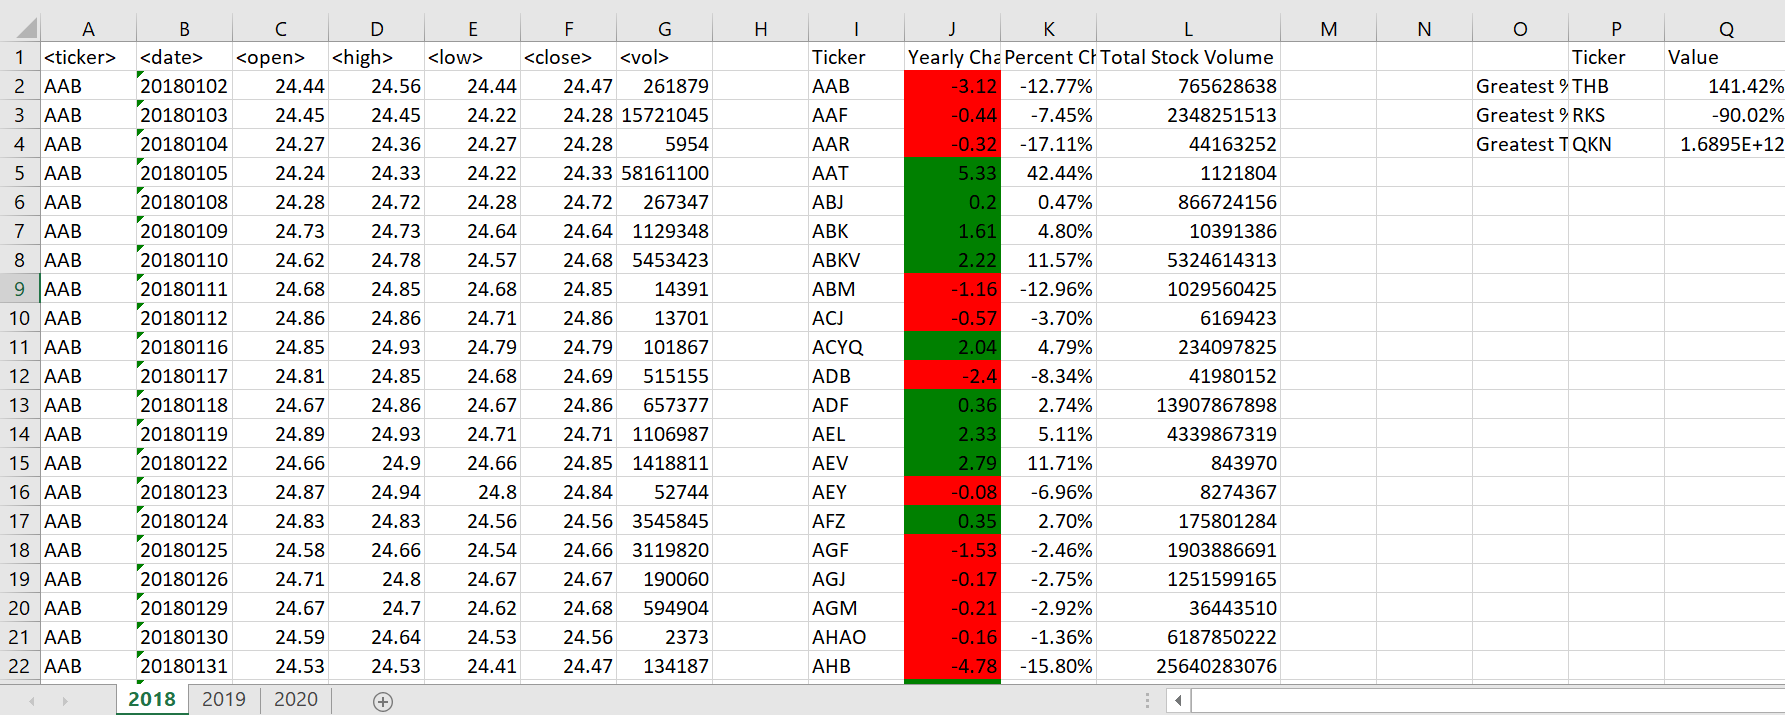 A B C D E F G H I J K L M N O P Q
1 <ticker> <date> <open> <high> <low> <close> <vol> Ticker Yearly Cha Percent Ch Total Stock Volume Ticker Value
2 AAB 20180102 24.44 24.56 24.44 24.47 261879 AAB -3.12 -12.77% 765628638 Greatest % THB 141.42%
3 AAB 20180103 24.45 24.45 24.22 24.28 15721045 AAF -0.44 -7.45% 2348251513 Greatest % RKS -90.02%
4 AAB 20180104 24.27 24.36 24.27 24.28 5954 AAR -0.32 -17.11% 44163252 Greatest T QKN 1.6895E+12
5 AAB 20180105 24.24 24.33 24.22 24.33 58161100 AAT 5.33 42.44% 1121804
6 AAB 20180108 24.28 24.72 24.28 24.72 267347 ABJ 0.2 0.47% 866724156
7 AAB 20180109 24.73 24.73 24.64 24.64 1129348 ABK 1.61 4.80% 10391386
8 AAB 20180110 24.62 24.78 24.57 24.68 5453423 ABKV 2.22 11.57% 5324614313
9 AAB 20180111 24.68 24.85 24.68 24.85 14391 ABM -1.16 -12.96% 1029560425
10 AAB 20180112 24.86 24.86 24.71 24.86 13701 ACJ -0.57 -3.70% 6169423
11 AAB 20180116 24.85 24.93 24.79 24.79 101867 ACYQ 2.04 4.79% 234097825
12 AAB 20180117 24.81 24.85 24.68 24.69 515155 ADB -2.4 -8.34% 41980152
13 AAB 20180118 24.67 24.86 24.67 24.86 657377 ADF 0.36 2.74% 13907867898
14 AAB 20180119 24.89 24.93 24.71 24.71 1106987 AEL 2.33 5.11% 4339867319
15 AAB 20180122 24.66 24.9 24.66 24.85 1418811 AEV 2.79 11.71% 843970
16 AAB 20180123 24.87 24.94 24.8 24.84 52744 AEY -0.08 -6.96% 8274367
17 AAB 20180124 24.83 24.83 24.56 24.56 3545845 AFZ 0.35 2.70% 175801284
18 AAB 20180125 24.58 24.66 24.54 24.66 3119820 AGF -1.53 -2.46% 1903886691
19 AAB 20180126 24.71 24.8 24.67 24.67 190060 AGJ -0.17 -2.75% 1251599165
20 AAB 20180129 24.67 24.7 24.62 24.68 594904 AGM -0.21 -2.92% 36443510
21 AAB 20180130 24.59 24.64 24.53 24.56 2373 AHAO -0.16 -1.36% 6187850222
22 AAB 20180131 24.53 24.53 24.41 24.47 134187 AHB -4.78 -15.80% 25640283076
2018 2019 2020